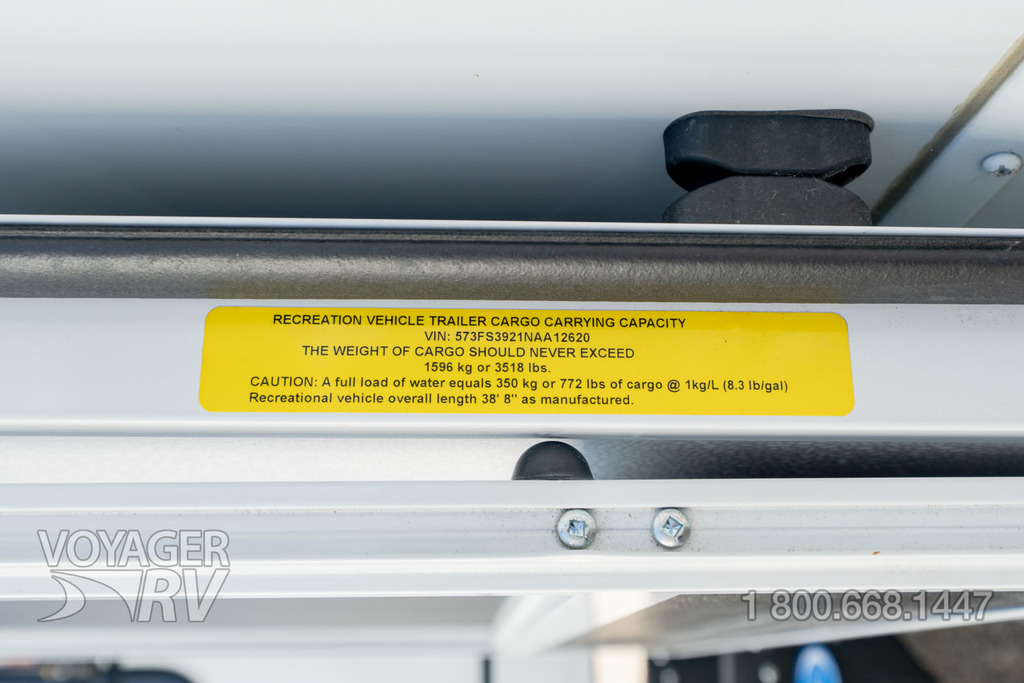 RECREATION VEHICLE TRAILER CARGO CARRYING CAPACITY
VIN: 573FS3921NAA12620
THE WEIGHT OF CARGO SHOULD NEVER EXCEED
1596 kg or 3518 lbs.
CAUTION: A full load of water equals 350 kg or 772 lbs of cargo @ 1kg/L (8.3 lb/gal)
Recreational vehicle overall length 38' 8" as manufactured.
VOYAGER
RV
1 800.668.1447